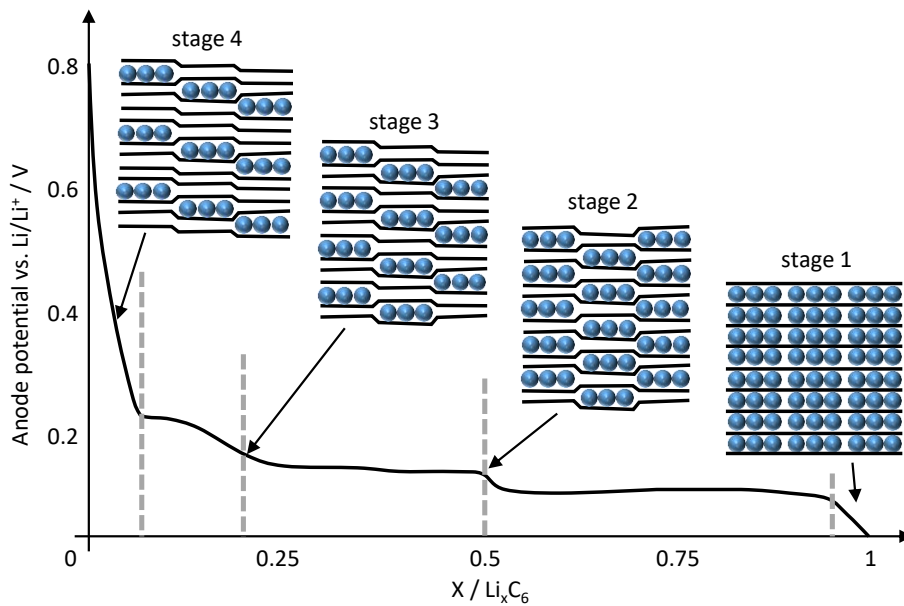 stage 4
0.8
stage 3
0.6
stage 2
stage 1
0.4
0.2
Anode potential vs. Li/Li⁺ / V
0
0.25
0.5
0.75
1
X / LiₓC₆